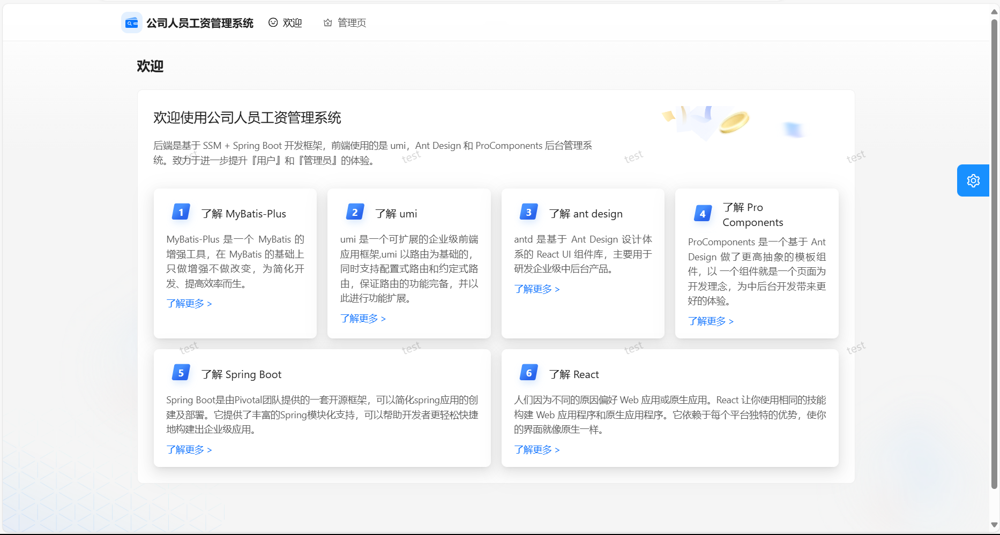 公司人员工资管理系统 欢迎 管理页
欢迎
欢迎使用公司人员工资管理系统
后端是基于 SSM + Spring Boot 开发框架，前端使用的是 umi，Ant Design 和 ProComponents 后台管理系
统。致力于进一步提升『用户』和『管理员』的体验。
test test test test
1 了解 MyBatis-Plus
MyBatis-Plus 是一个 MyBatis 的
增强工具，在 MyBatis 的基础上
只做增强不做改变，为简化开
发、提高效率而生。
了解更多 >
2 了解 umi
umi 是一个可扩展的企业级前端
应用框架,umi 以路由为基础的，
同时支持配置式路由和约定式路
由，保证路由的功能完备，并以
此进行功能扩展。
了解更多 >
3 了解 ant design
antd 是基于 Ant Design 设计体
系的 React UI 组件库，主要用于
研发企业级中后台产品。
了解更多 >
4 了解 Pro
Components
ProComponents 是一个基于 Ant
Design 做了更高抽象的模板组
件，以 一个组件就是一个页面为
开发理念，为中后台开发带来更
好的体验。
了解更多 >
test test test test
5 了解 Spring Boot
Spring Boot是由Pivotal团队提供的一套开源框架，可以简化spring应用的创
建及部署。它提供了丰富的Spring模块化支持，可以帮助开发者更轻松快捷
地构建出企业级应用。
了解更多 >
6 了解 React
人们因为不同的原因偏好 Web 应用或原生应用。React 让你使用相同的技能
构建 Web 应用程序和原生应用程序。它依赖于每个平台独特的优势，使你
的界面就像原生一样。
了解更多 >